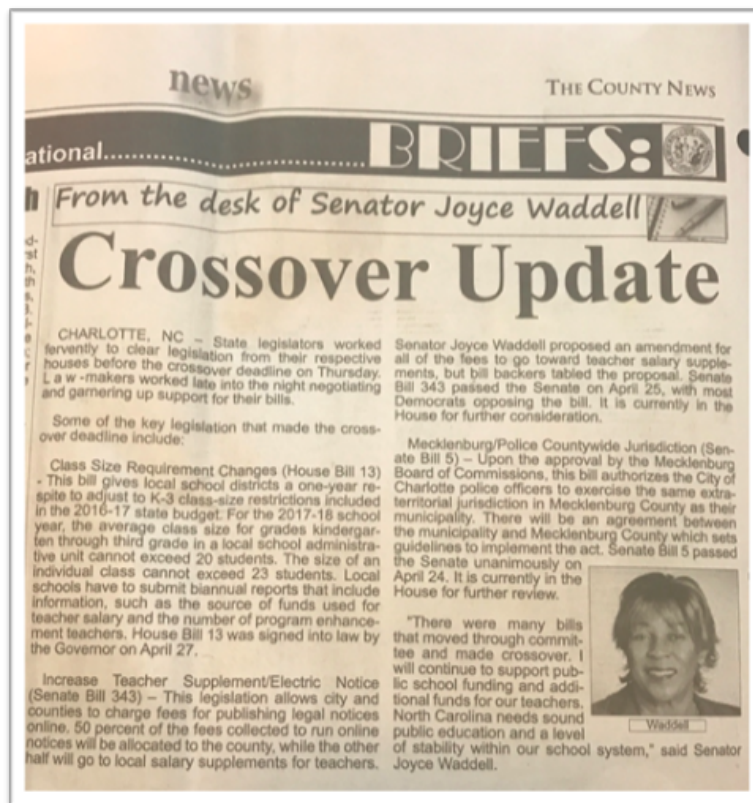 news
THE COUNTY NEWS
ational
BRIEFS:
From the desk of Senator Joyce Waddell
Crossover Update
CHARLOTTE, NC – State legislators worked
fervently to clear legislation from their respective
houses before the crossover deadline on Thursday.
Law-makers worked late into the night negotiating
and garnering up support for their bills.
Some of the key legislation that made the cross-
over deadline include:
Class Size Requirement Changes (House Bill 13)
- This bill gives local school districts a one-year re-
spite to adjust to K-3 class-size restrictions included
in the 2016-17 state budget. For the 2017-18 school
year, the average class size for grades kindergar-
ten through third grade in a local school administra-
tive unit cannot exceed 20 students. The size of an
individual class cannot exceed 23 students. Local
schools have to submit biannual reports that include
information, such as the source of funds used for
teacher salary and the number of program enhance-
ment teachers. House Bill 13 was signed into law by
the Governor on April 27.
Increase Teacher Supplement/Electric Notice
(Senate Bill 343) – This legislation allows city and
counties to charge fees for publishing legal notices
online. 50 percent of the fees collected to run online
notices will be allocated to the county, while the other
half will go to local salary supplements for teachers.
Senator Joyce Waddell proposed an amendment for
all of the fees to go toward teacher salary supple-
ments, but bill backers tabled the proposal. Senate
Bill 343 passed the Senate on April 25, with most
Democrats opposing the bill. It is currently in the
House for further consideration.
Mecklenburg/Police Countywide Jurisdiction (Sen-
ate Bill 5) – Upon the approval by the Mecklenburg
Board of Commissions, this bill authorizes the City of
Charlotte police officers to exercise the same extra-
territorial jurisdiction in Mecklenburg County as their
municipality. There will be an agreement between
the municipality and Mecklenburg County which sets
guidelines to implement the act. Senate Bill 5 passed
the Senate unanimously on
April 24. It is currently in the
House for further review.
"There were many bills
that moved through commit-
tee and made crossover. I
will continue to support pub-
lic school funding and addi-
tional funds for our teachers.
North Carolina needs sound
public education and a level
of stability within our school system," said Senator
Joyce Waddell.
Waddell